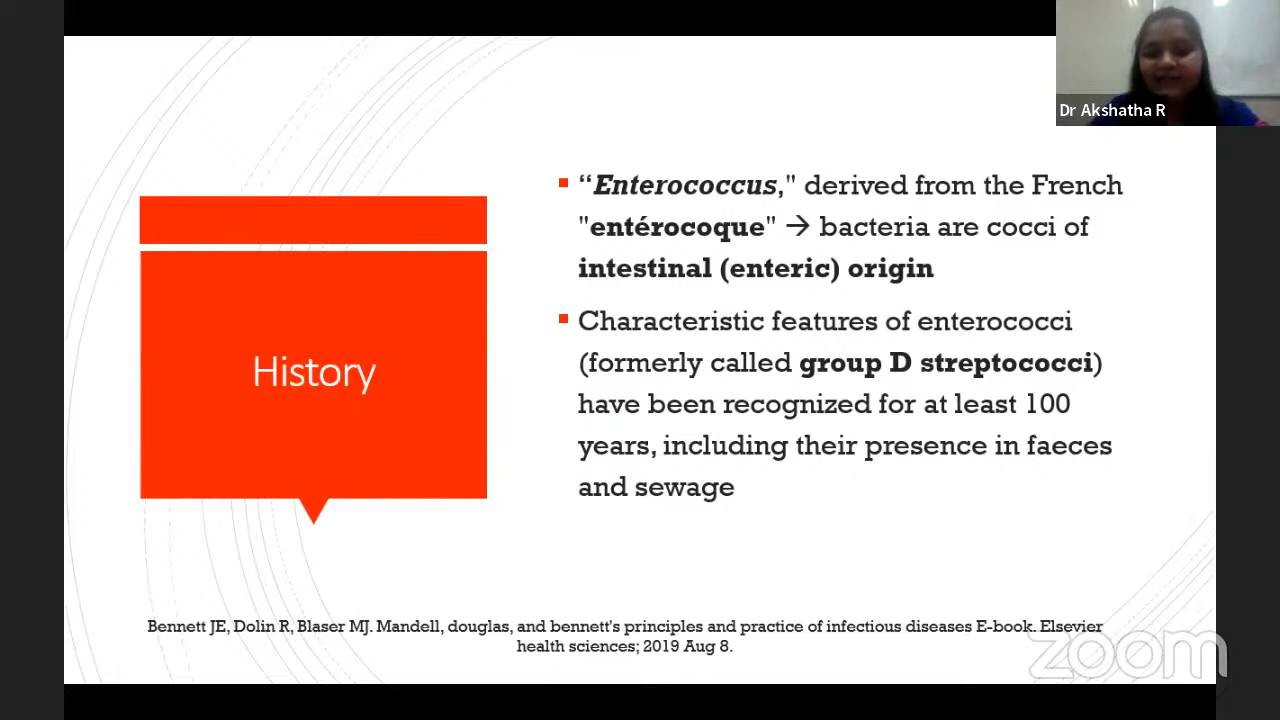 Dr Akshatha R
“Enterococcus," derived from the French
"entérocoque" → bacteria are cocci of
intestinal (enteric) origin
Characteristic features of enterococci
(formerly called group D streptococci)
have been recognized for at least 100
years, including their presence in faeces
and sewage
History
Bennett JE, Dolin R, Blaser MJ. Mandell, douglas, and bennett's principles and practice of infectious diseases E-book. Elsevier
health sciences; 2019 Aug 8.
zoom